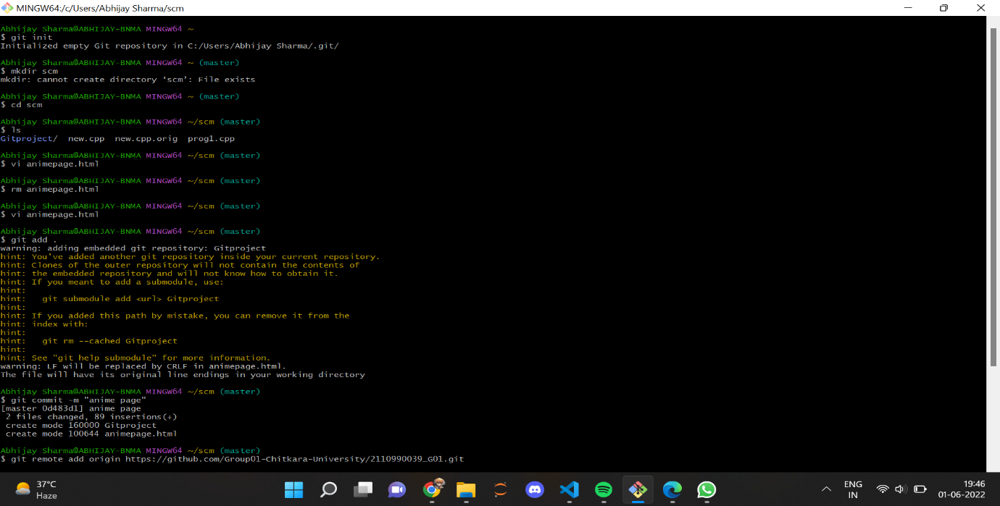 MINGW64:/c/Users/Abhijay Sharma/scm
Abhijay Sharma@ABHIJAY-BNMA MINGW64 ~
$ git init
Initialized empty Git repository in C:/Users/Abhijay Sharma/.git/
Abhijay Sharma@ABHIJAY-BNMA MINGW64 ~ (master)
$ mkdir scm
mkdir: cannot create directory ‘scm’: File exists
Abhijay Sharma@ABHIJAY-BNMA MINGW64 ~ (master)
$ cd scm
Abhijay Sharma@ABHIJAY-BNMA MINGW64 ~/scm (master)
$ ls
Gitproject/  new.cpp  new.cpp.orig  prog1.cpp
Abhijay Sharma@ABHIJAY-BNMA MINGW64 ~/scm (master)
$ vi animepage.html
Abhijay Sharma@ABHIJAY-BNMA MINGW64 ~/scm (master)
$ rm animepage.html
Abhijay Sharma@ABHIJAY-BNMA MINGW64 ~/scm (master)
$ vi animepage.html
Abhijay Sharma@ABHIJAY-BNMA MINGW64 ~/scm (master)
$ git add .
warning: adding embedded git repository: Gitproject
hint: You've added another git repository inside your current repository.
hint: Clones of the outer repository will not contain the contents of
hint: the embedded repository and will not know how to obtain it.
hint: If you meant to add a submodule, use:
hint:
hint:   git submodule add <url> Gitproject
hint:
hint: If you added this path by mistake, you can remove it from the
hint: index with:
hint:
hint:   git rm --cached Gitproject
hint:
hint: See "git help submodule" for more information.
warning: LF will be replaced by CRLF in animepage.html.
The file will have its original line endings in your working directory
Abhijay Sharma@ABHIJAY-BNMA MINGW64 ~/scm (master)
$ git commit -m "anime page"
[master 0d483d1] anime page
 2 files changed, 89 insertions(+)
 create mode 160000 Gitproject
 create mode 100644 animepage.html
Abhijay Sharma@ABHIJAY-BNMA MINGW64 ~/scm (master)
$ git remote add origin https://github.com/Group01-Chitkara-University/2110990039_G01.git
37°C
Haze
ENG
IN
19:46
01-06-2022